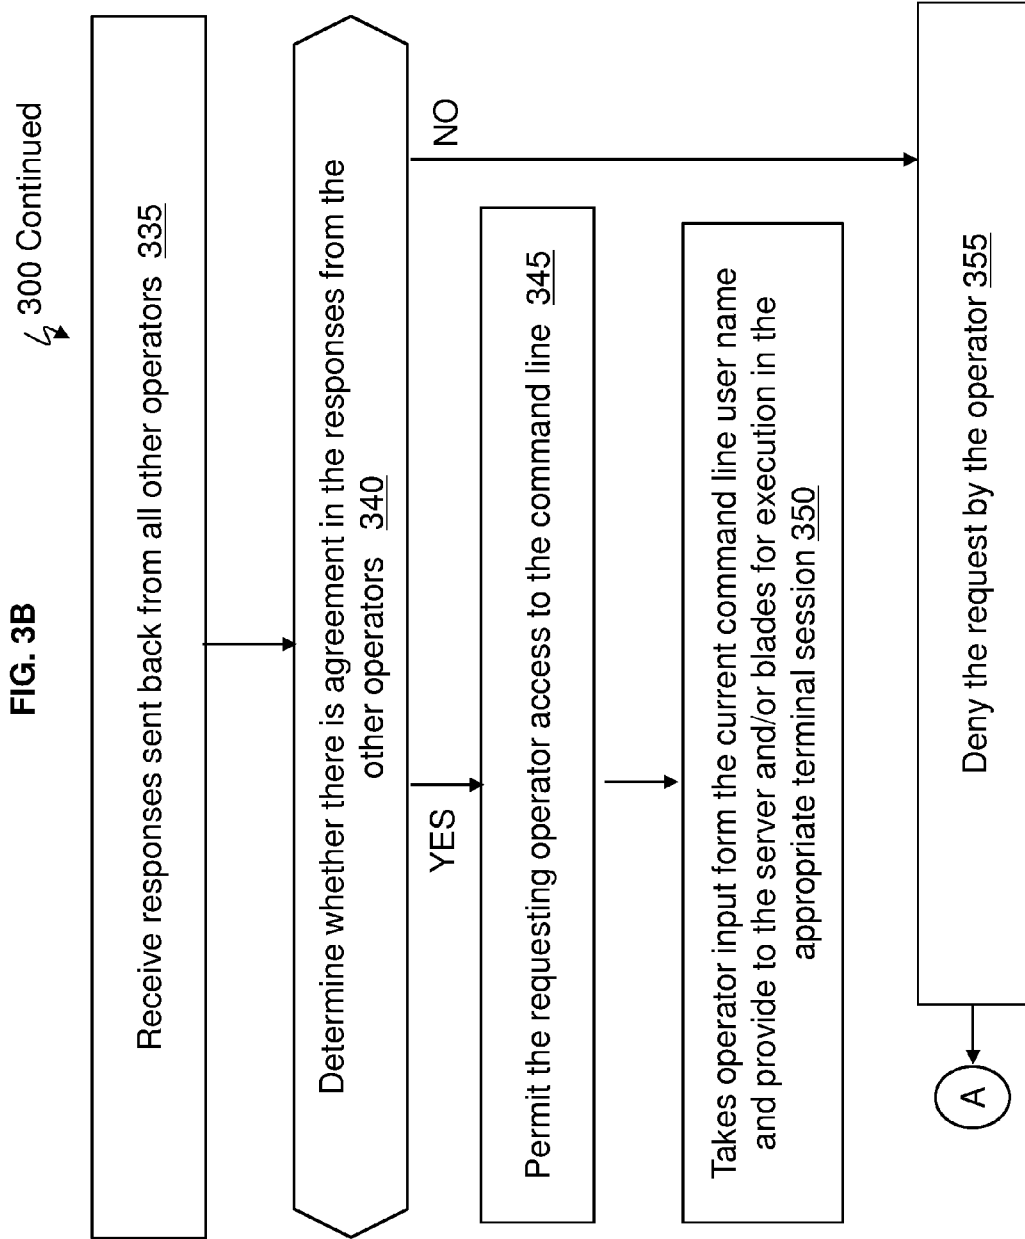 FIG. 3B
300 Continued
Receive responses sent back from all other operators 335
Determine whether there is agreement in the responses from the
other operators 340
YES
NO
Permit the requesting operator access to the command line 345
Takes operator input form the current command line user name
and provide to the server and/or blades for execution in the
appropriate terminal session 350
Deny the request by the operator 355
A